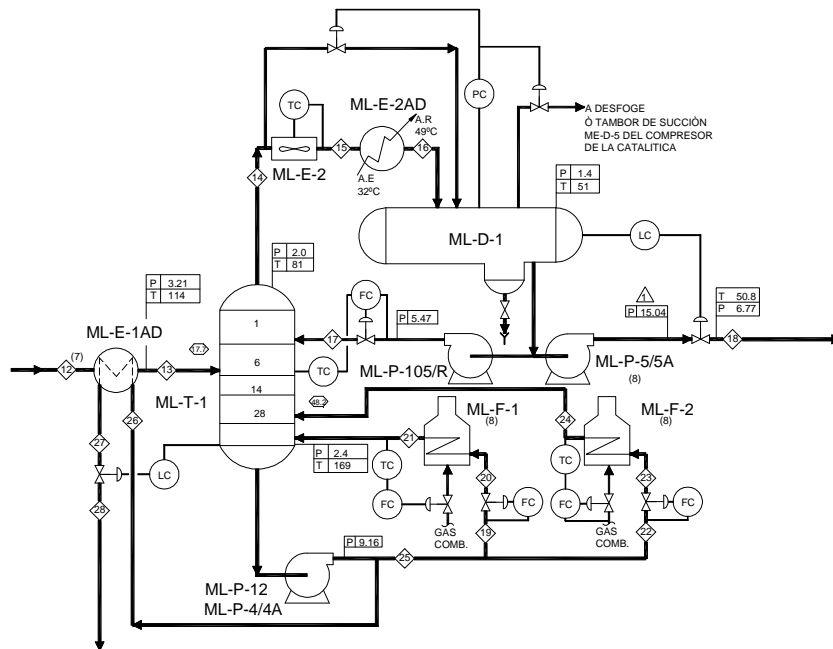 PC
A DESFOGE
Ò TAMBOR DE SUCCIÒN
ME-D-5 DEL COMPRESOR
DE LA CATALITICA
TC
ML-E-2AD
A.R
49ºC
15
16
ML-E-2
A.E
32ºC
14
P 1.4
T 51
ML-D-1
LC
P 2.0
T 81
P 3.21
T 114
FC
P 5.47
1
P 15.04
T 50.8
P 6.77
ML-E-1AD
17.7
1
17
18
12
(7)
13
6
TC
ML-P-105/R
ML-P-5/5A
(8)
ML-T-1
14
48.2
26
28
24
ML-F-1
(8)
ML-F-2
(8)
27
21
P 2.4
T 169
LC
TC
20
TC
23
28
FC
FC
FC
FC
19
22
GAS
COMB.
GAS
COMB.
P 9.16
25
ML-P-12
ML-P-4/4A